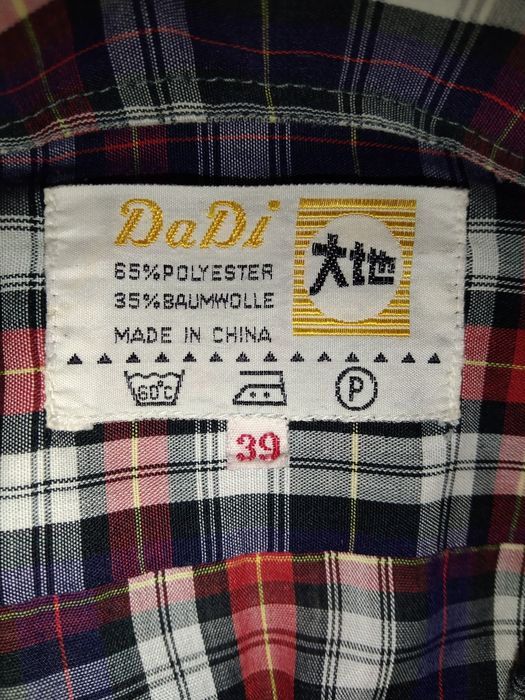 DaDi
大地
65%POLYESTER
35%BAUMWOLLE
MADE IN CHINA
60°C
P
39